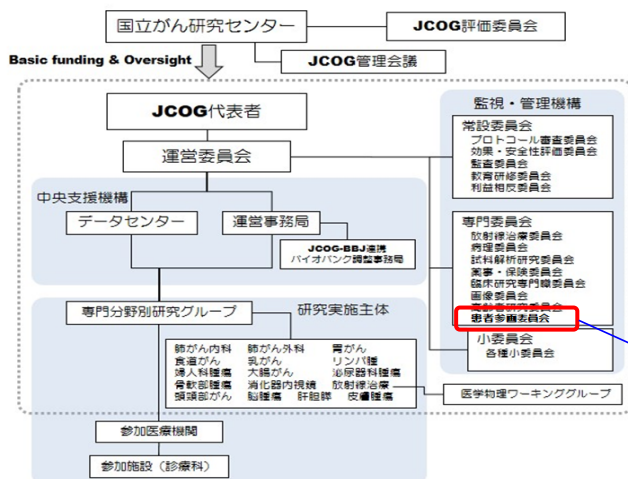 国立がん研究センター
JCOG評価委員会
Basic funding & Oversight
JCOG管理会議
JCOG代表者
運営委員会
監視・管理機構
常設委員会
プロトコール審査委員会
効果・安全性評価委員会
監査委員会
教育研修委員会
利益相反委員会
中央支援機構
データセンター
運営事務局
JCOG-BBJ連携
バイオバンク調整事務局
専門委員会
放射線治療委員会
病理委員会
試料解析研究委員会
薬事・保険委員会
臨床研究専門職委員会
画像委員会
高齢者研究委員会
患者参画委員会
小委員会
各種小委員会
専門分野別研究グループ
研究実施主体
肺がん内科 肺がん外科 胃がん
食道がん 乳がん リンパ腫
婦人科腫瘍 大腸がん 泌尿器科腫瘍
骨軟部腫瘍 消化器内視鏡 放射線治療
頭頸部がん 脳腫瘍 肝胆膵 皮膚腫瘍
医学物理ワーキンググループ
参加医療機関
参加施設（診療科）